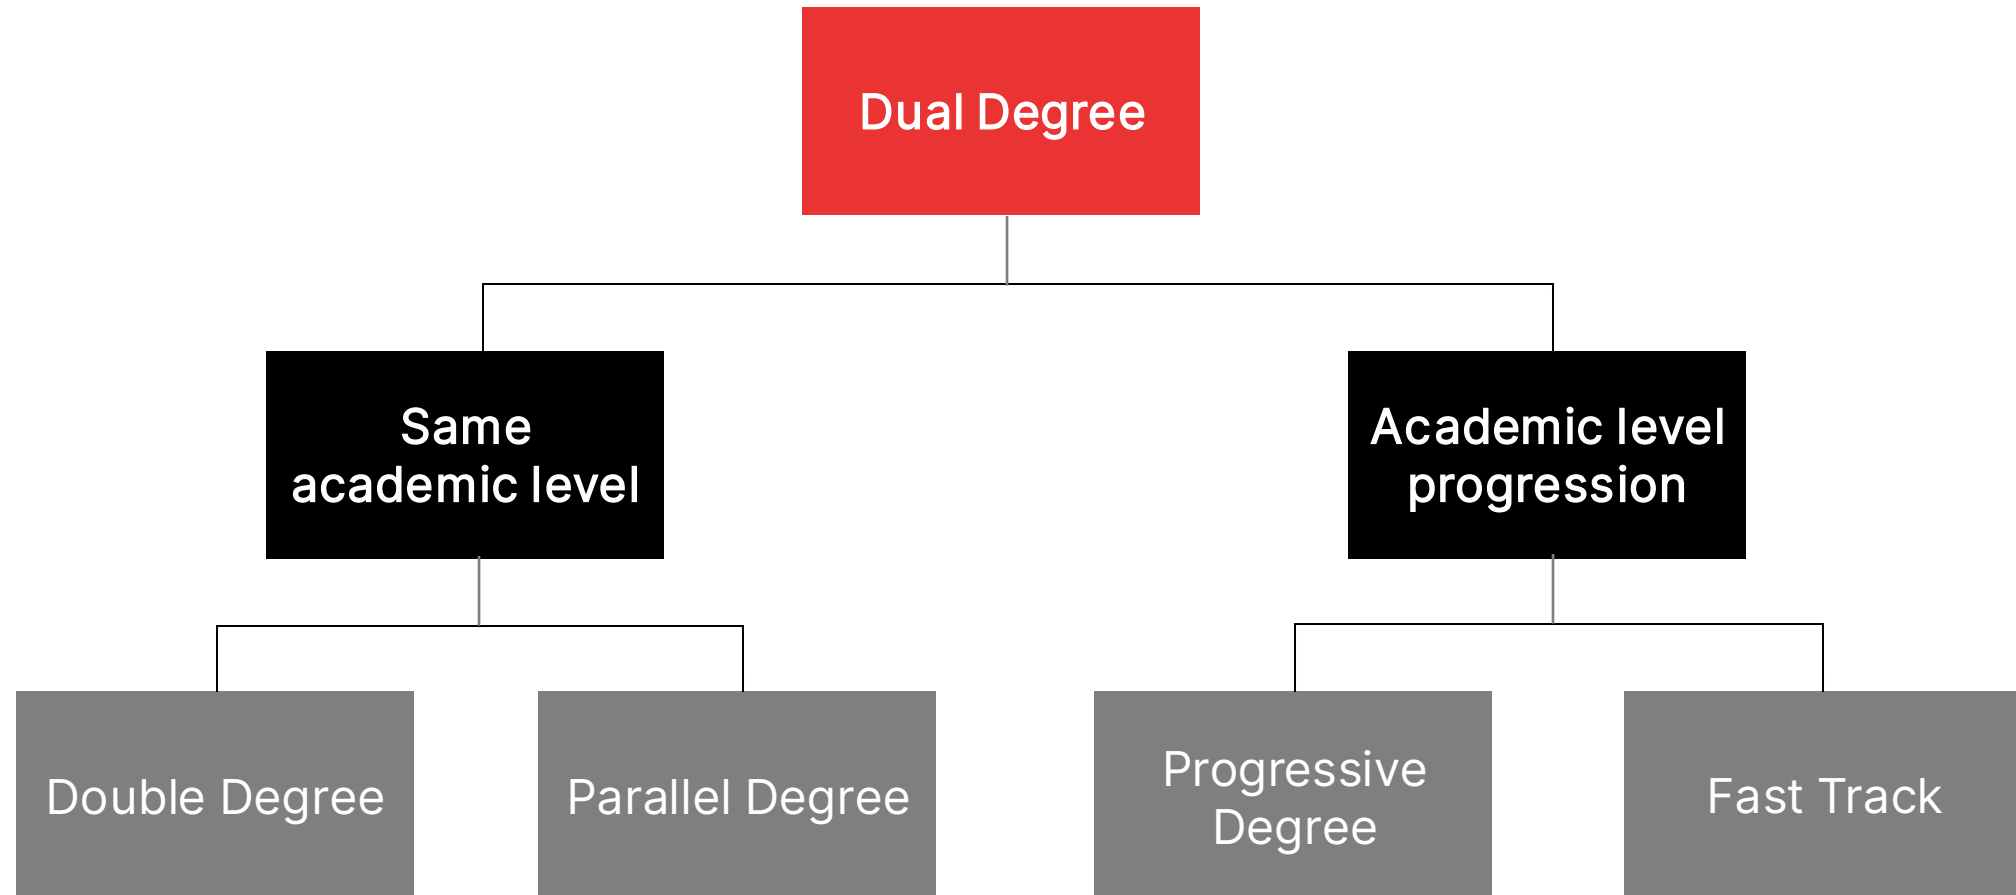 Dual Degree
Same
academic level
Academic level
progression
Double Degree
Parallel Degree
Progressive
Degree
Fast Track